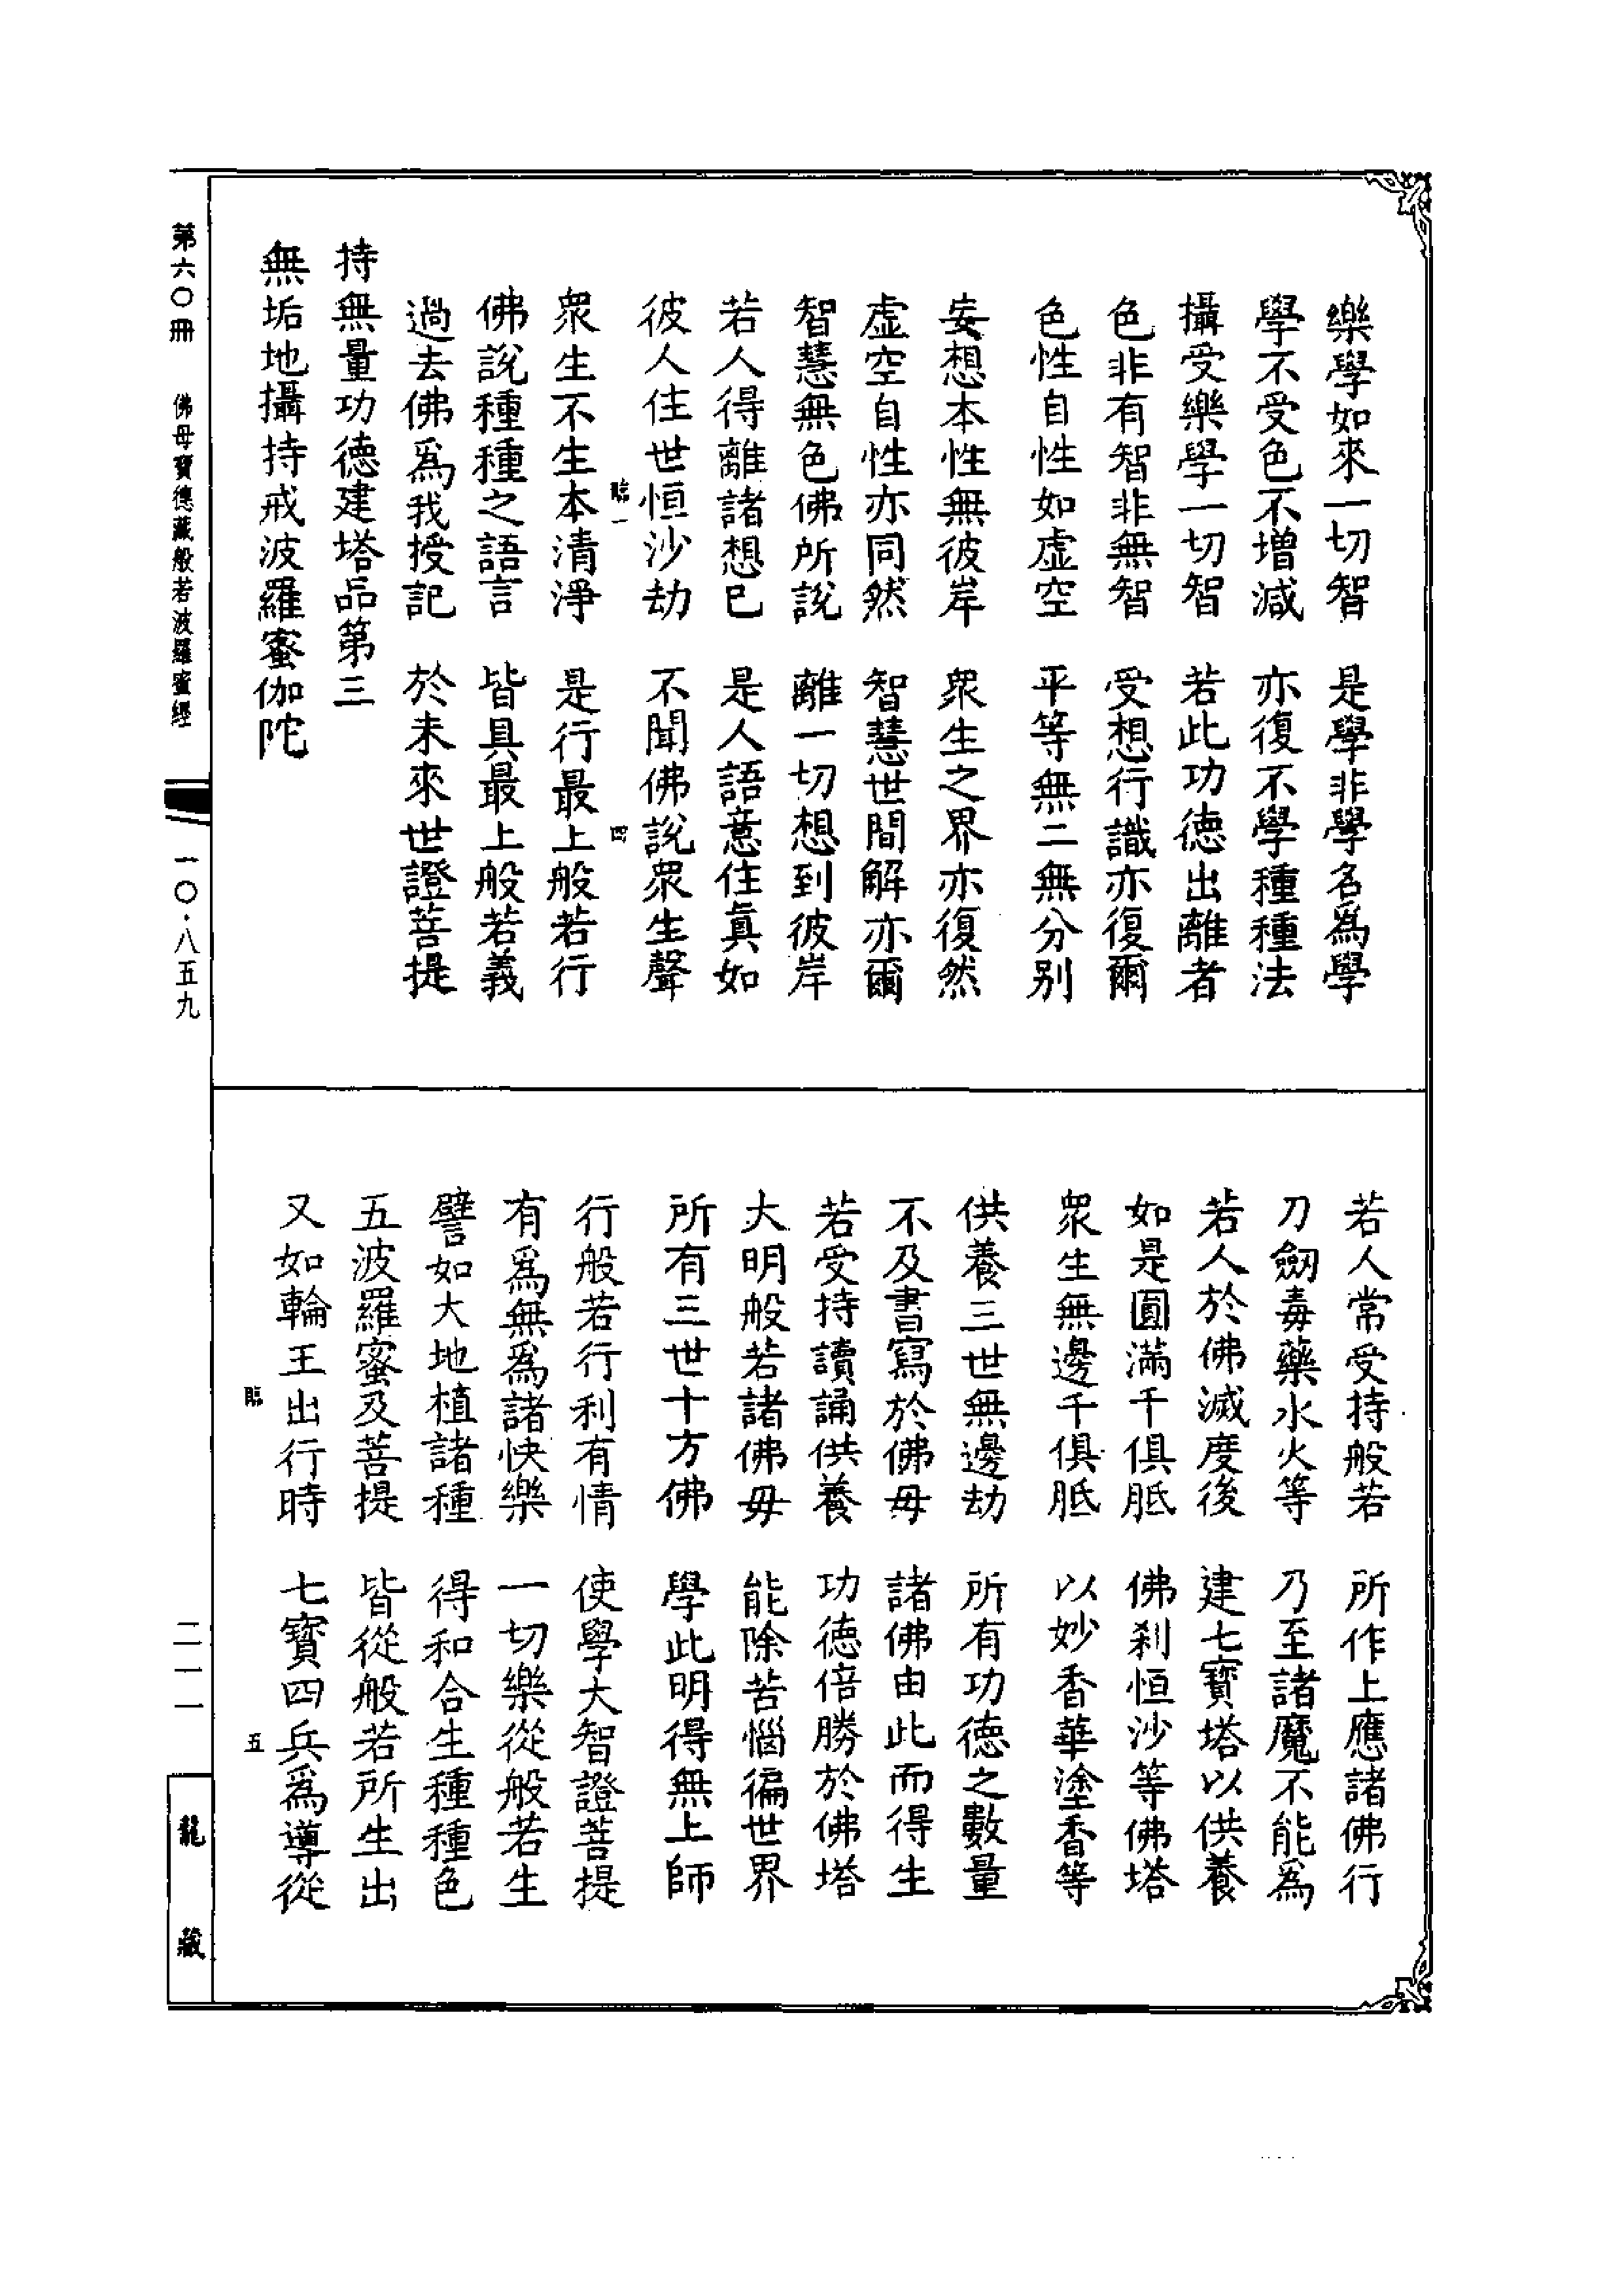 樂學如來一切智　是學非學名爲學
學不受色不增減　亦復不學種種法
攝受樂學一切智　若此功德出離者
色非有智非無智　受想行識亦復爾
色性自性如虛空　平等無二無分別
妄想本性無彼岸　衆生之界亦復然
虛空自性亦同然　智慧世間解亦爾
智慧無色佛所說　離一切想到彼岸
若人得離諸想已　是人語意住眞如
彼人住世恒沙劫　不聞佛說衆生聲
臨一　四
衆生不生本清淨　是行最上般若行
佛說種種之語言　皆具最上般若義
過去佛爲我授記　於未來世證菩提
持無量功德建塔品第三
無垢地攝持戒波羅蜜伽陀
若人常受持般若　所作上應諸佛行
刀劒毒藥水火等　乃至諸魔不能爲
若人於佛滅度後　建七寶塔以供養
如是圓滿千俱胝　佛刹恒沙等佛塔
衆生無邊千俱胝　以妙香華塗香等
供養三世無邊劫　所有功德之數量
不及書寫於佛母　諸佛由此而得生
若受持讀誦供養　功德倍勝於佛塔
大明般若諸佛母　能除苦惱徧世界
所有三世十方佛　學此明得無上師
行般若行利有情　使學大智證菩提
有爲無爲諸快樂　一切樂從般若生
譬如大地植諸種　得和合生種種色
五波羅蜜及菩提　皆從般若所生出
又如輪王出行時　七寶四兵爲導從
臨　五
第六〇冊　佛母寶德藏般若波羅蜜經　一〇·八五九
二一一
龍藏